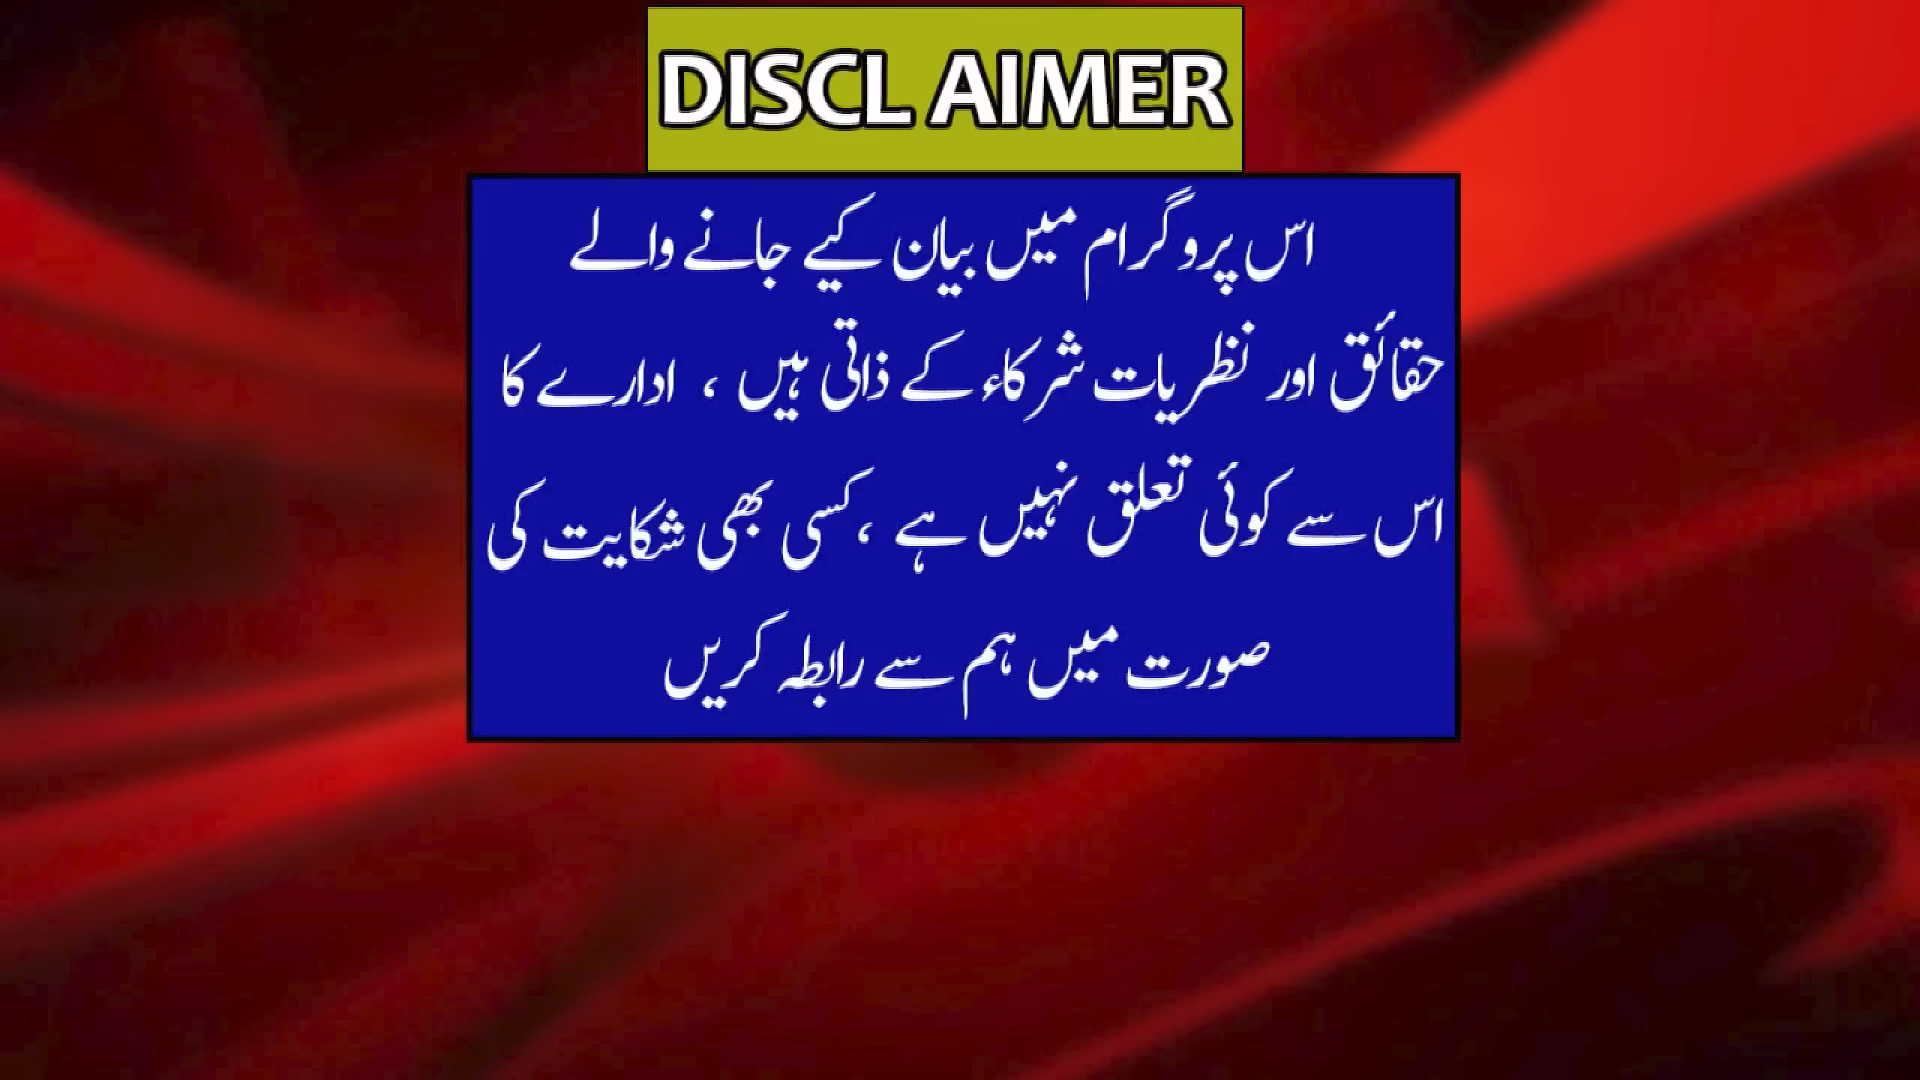 DISCL AIMER
اس پروگرام میں بیان کیے جانے والے
حقائق اور نظریات شرکاء کے ذاتی ہیں ، ادارے کا
اس سے کوئی تعلق نہیں ہے ،کسی بھی شکایت کی
صورت میں ہم سے رابطہ کریں